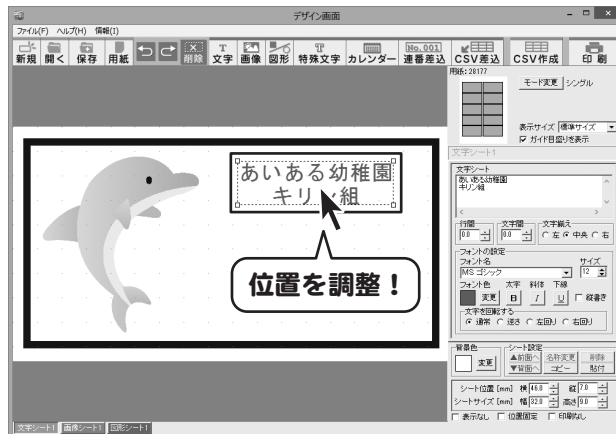 デザイン画面
ファイル(F) ヘルプ(H) 情報(I)
新規 開く 保存 用紙 削除 文字 画像 図形 特殊文字 カレンダー 連番差込 CSV差込 CSV作成 印刷
No.001
用紙: 28177
モード変更 シングル
表示サイズ 標準サイズ
ガイド目盛りを表示
文字シート1
文字シート
あいある幼稚園
キリン組
行間 文字間 文字揃え
0.0 0.0 左 中央 右
フォントの設定
フォント名 サイズ
MS ゴシック 12
フォント色 太字 斜体 下線
変更 B I U 縦書き
文字を回転する
通常 逆さ 左回り 右回り
背景色 シート設定
変更 ▲前面へ 名称変更 削除
▼背面へ コピー 貼付
シート位置 [mm] 横 46.0 縦 7.0
シートサイズ [mm] 幅 32.0 高さ 9.0
表示なし 位置固定 印刷なし
あいある幼稚園
キリン組
位置を調整！
文字シート1 画像シート1 図形シート1